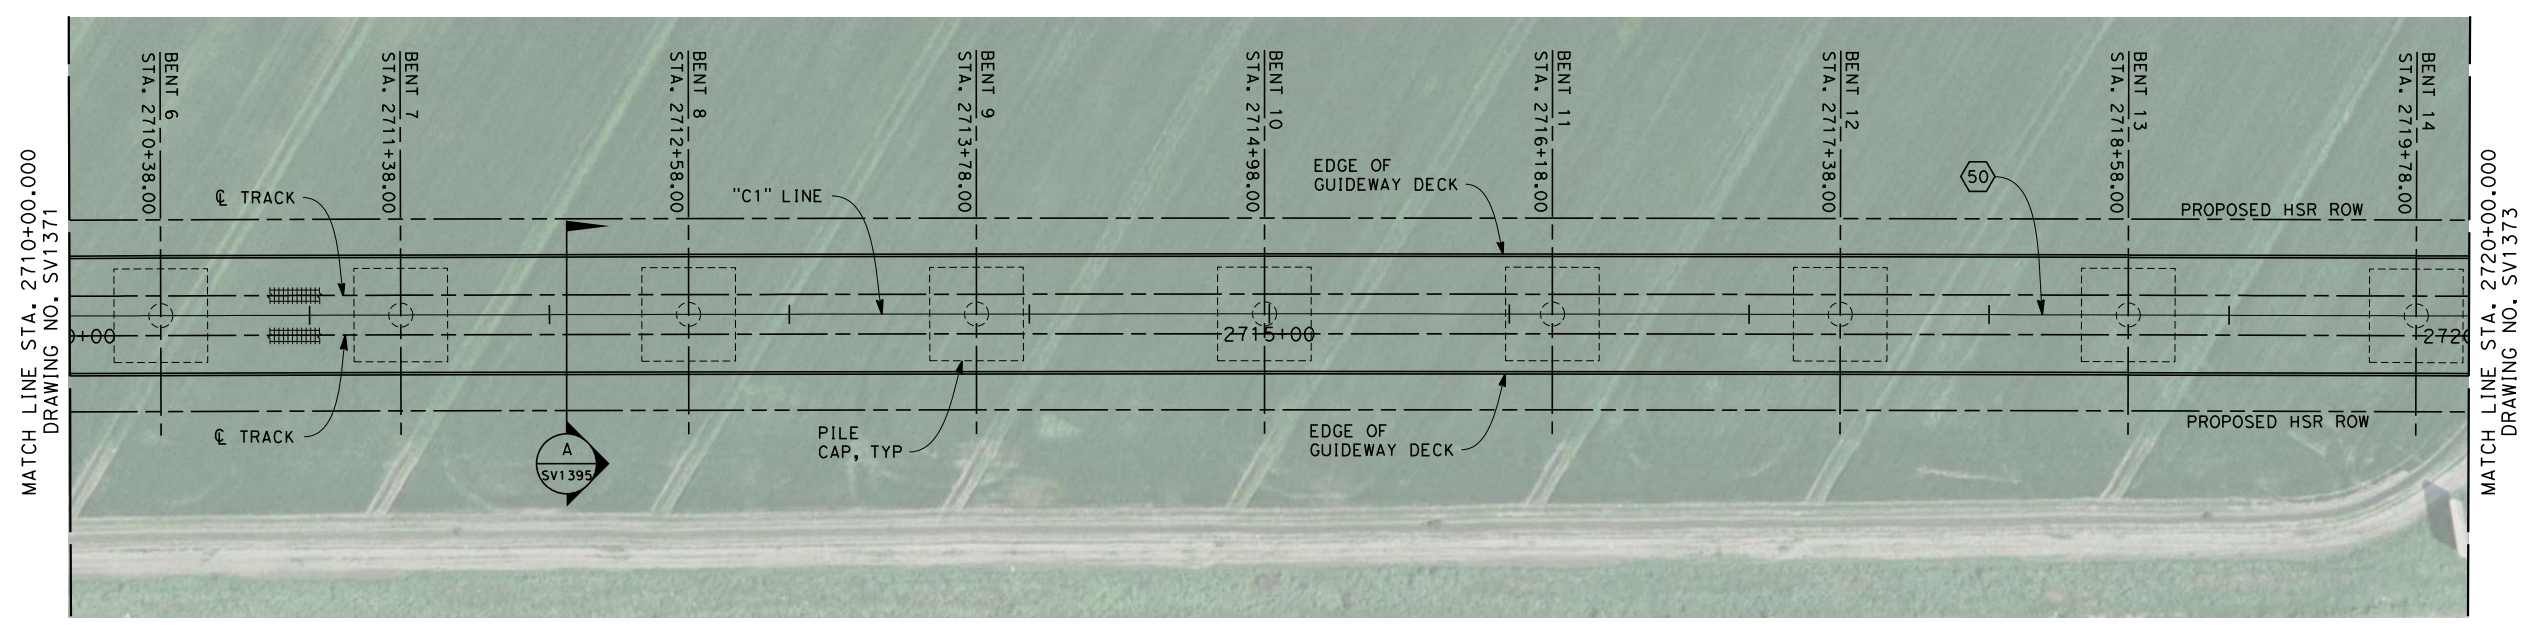 MATCH LINE STA. 2710+00.000
DRAWING NO. SV1371
BENT 6
STA. 2710+38.00
BENT 7
STA. 2711+38.00
BENT 8
STA. 2712+58.00
BENT 9
STA. 2713+78.00
BENT 10
STA. 2714+98.00
BENT 11
STA. 2716+18.00
BENT 12
STA. 2717+38.00
BENT 13
STA. 2718+58.00
BENT 14
STA. 2719+78.00
℄ TRACK
"C1" LINE
EDGE OF
GUIDEWAY DECK
50
PROPOSED HSR ROW
0+00
2715+00
2720
℄ TRACK
A
SV1395
PILE
CAP, TYP
EDGE OF
GUIDEWAY DECK
PROPOSED HSR ROW
MATCH LINE STA. 2720+00.000
DRAWING NO. SV1373